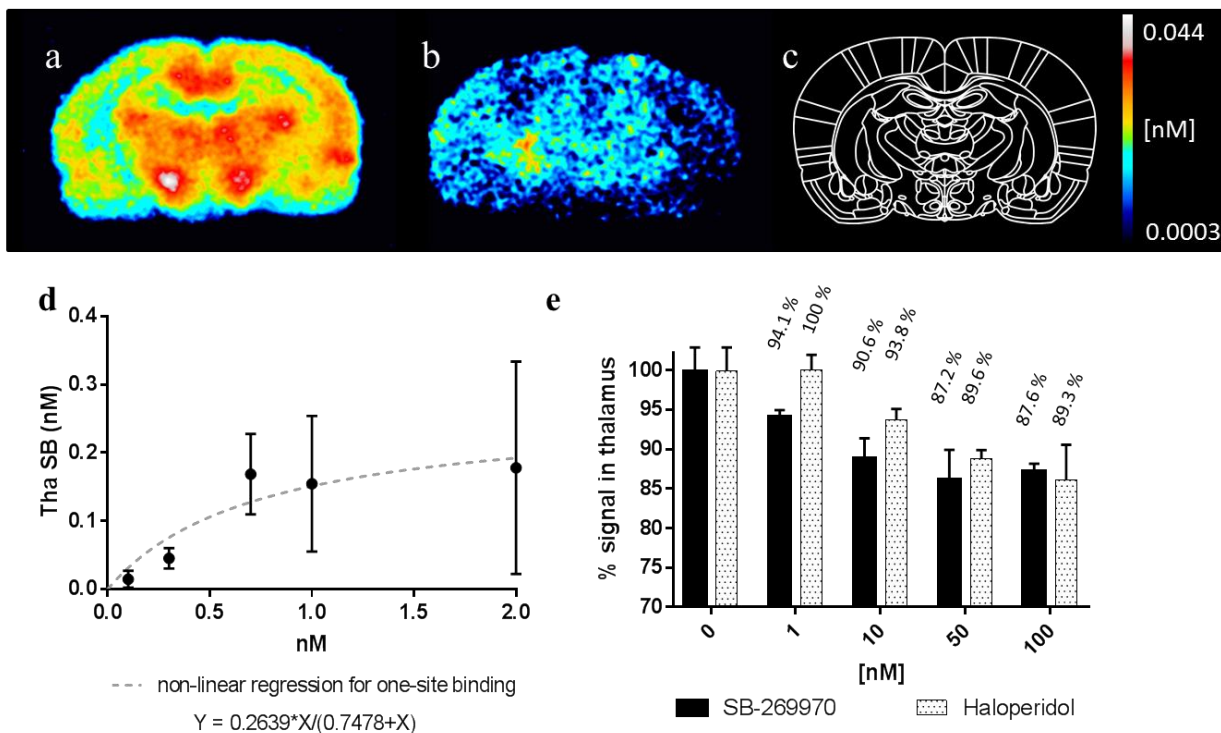 a
b
c
0.044
[nM]
0.0003
d
Tha SB (nM)
0.4
0.3
0.2
0.1
0.0
0.0 0.5 1.0 1.5 2.0
nM
non-linear regression for one-site binding
Y = 0.2639*X/(0.7478+X)
e
94.1 % 100 % 90.6 % 93.8 % 87.2 % 89.6 % 87.6 % 89.3 %
% signal in thalamus
100
95
90
85
80
75
70
0 1 10 50 100
[nM]
SB-269970 Haloperidol